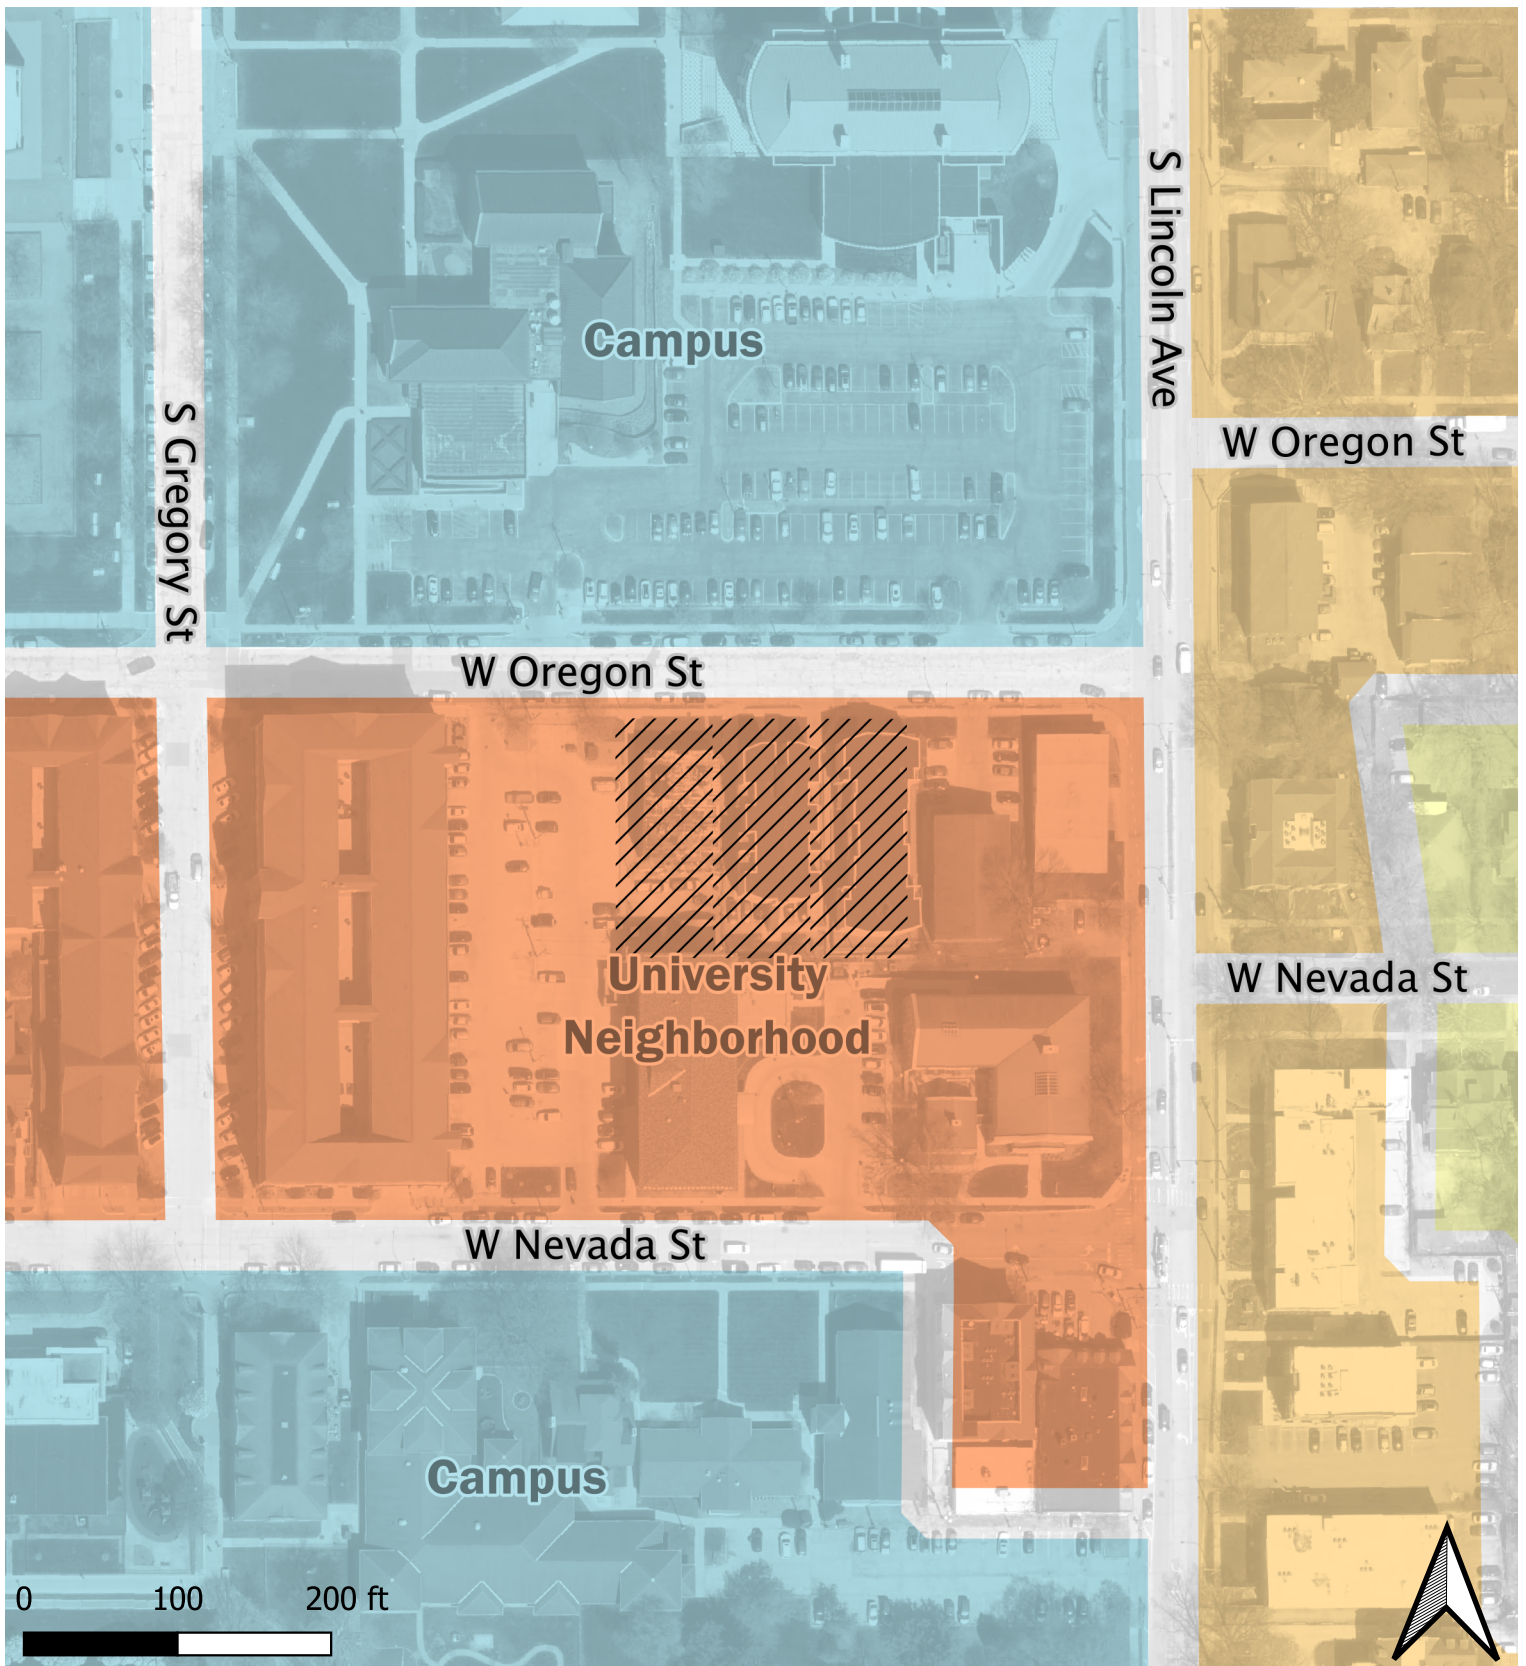 S Lincoln Ave
Campus
S Gregory St
W Oregon St
W Oregon St
University
Neighborhood
W Nevada St
W Nevada St
Campus
0 100 200 ft